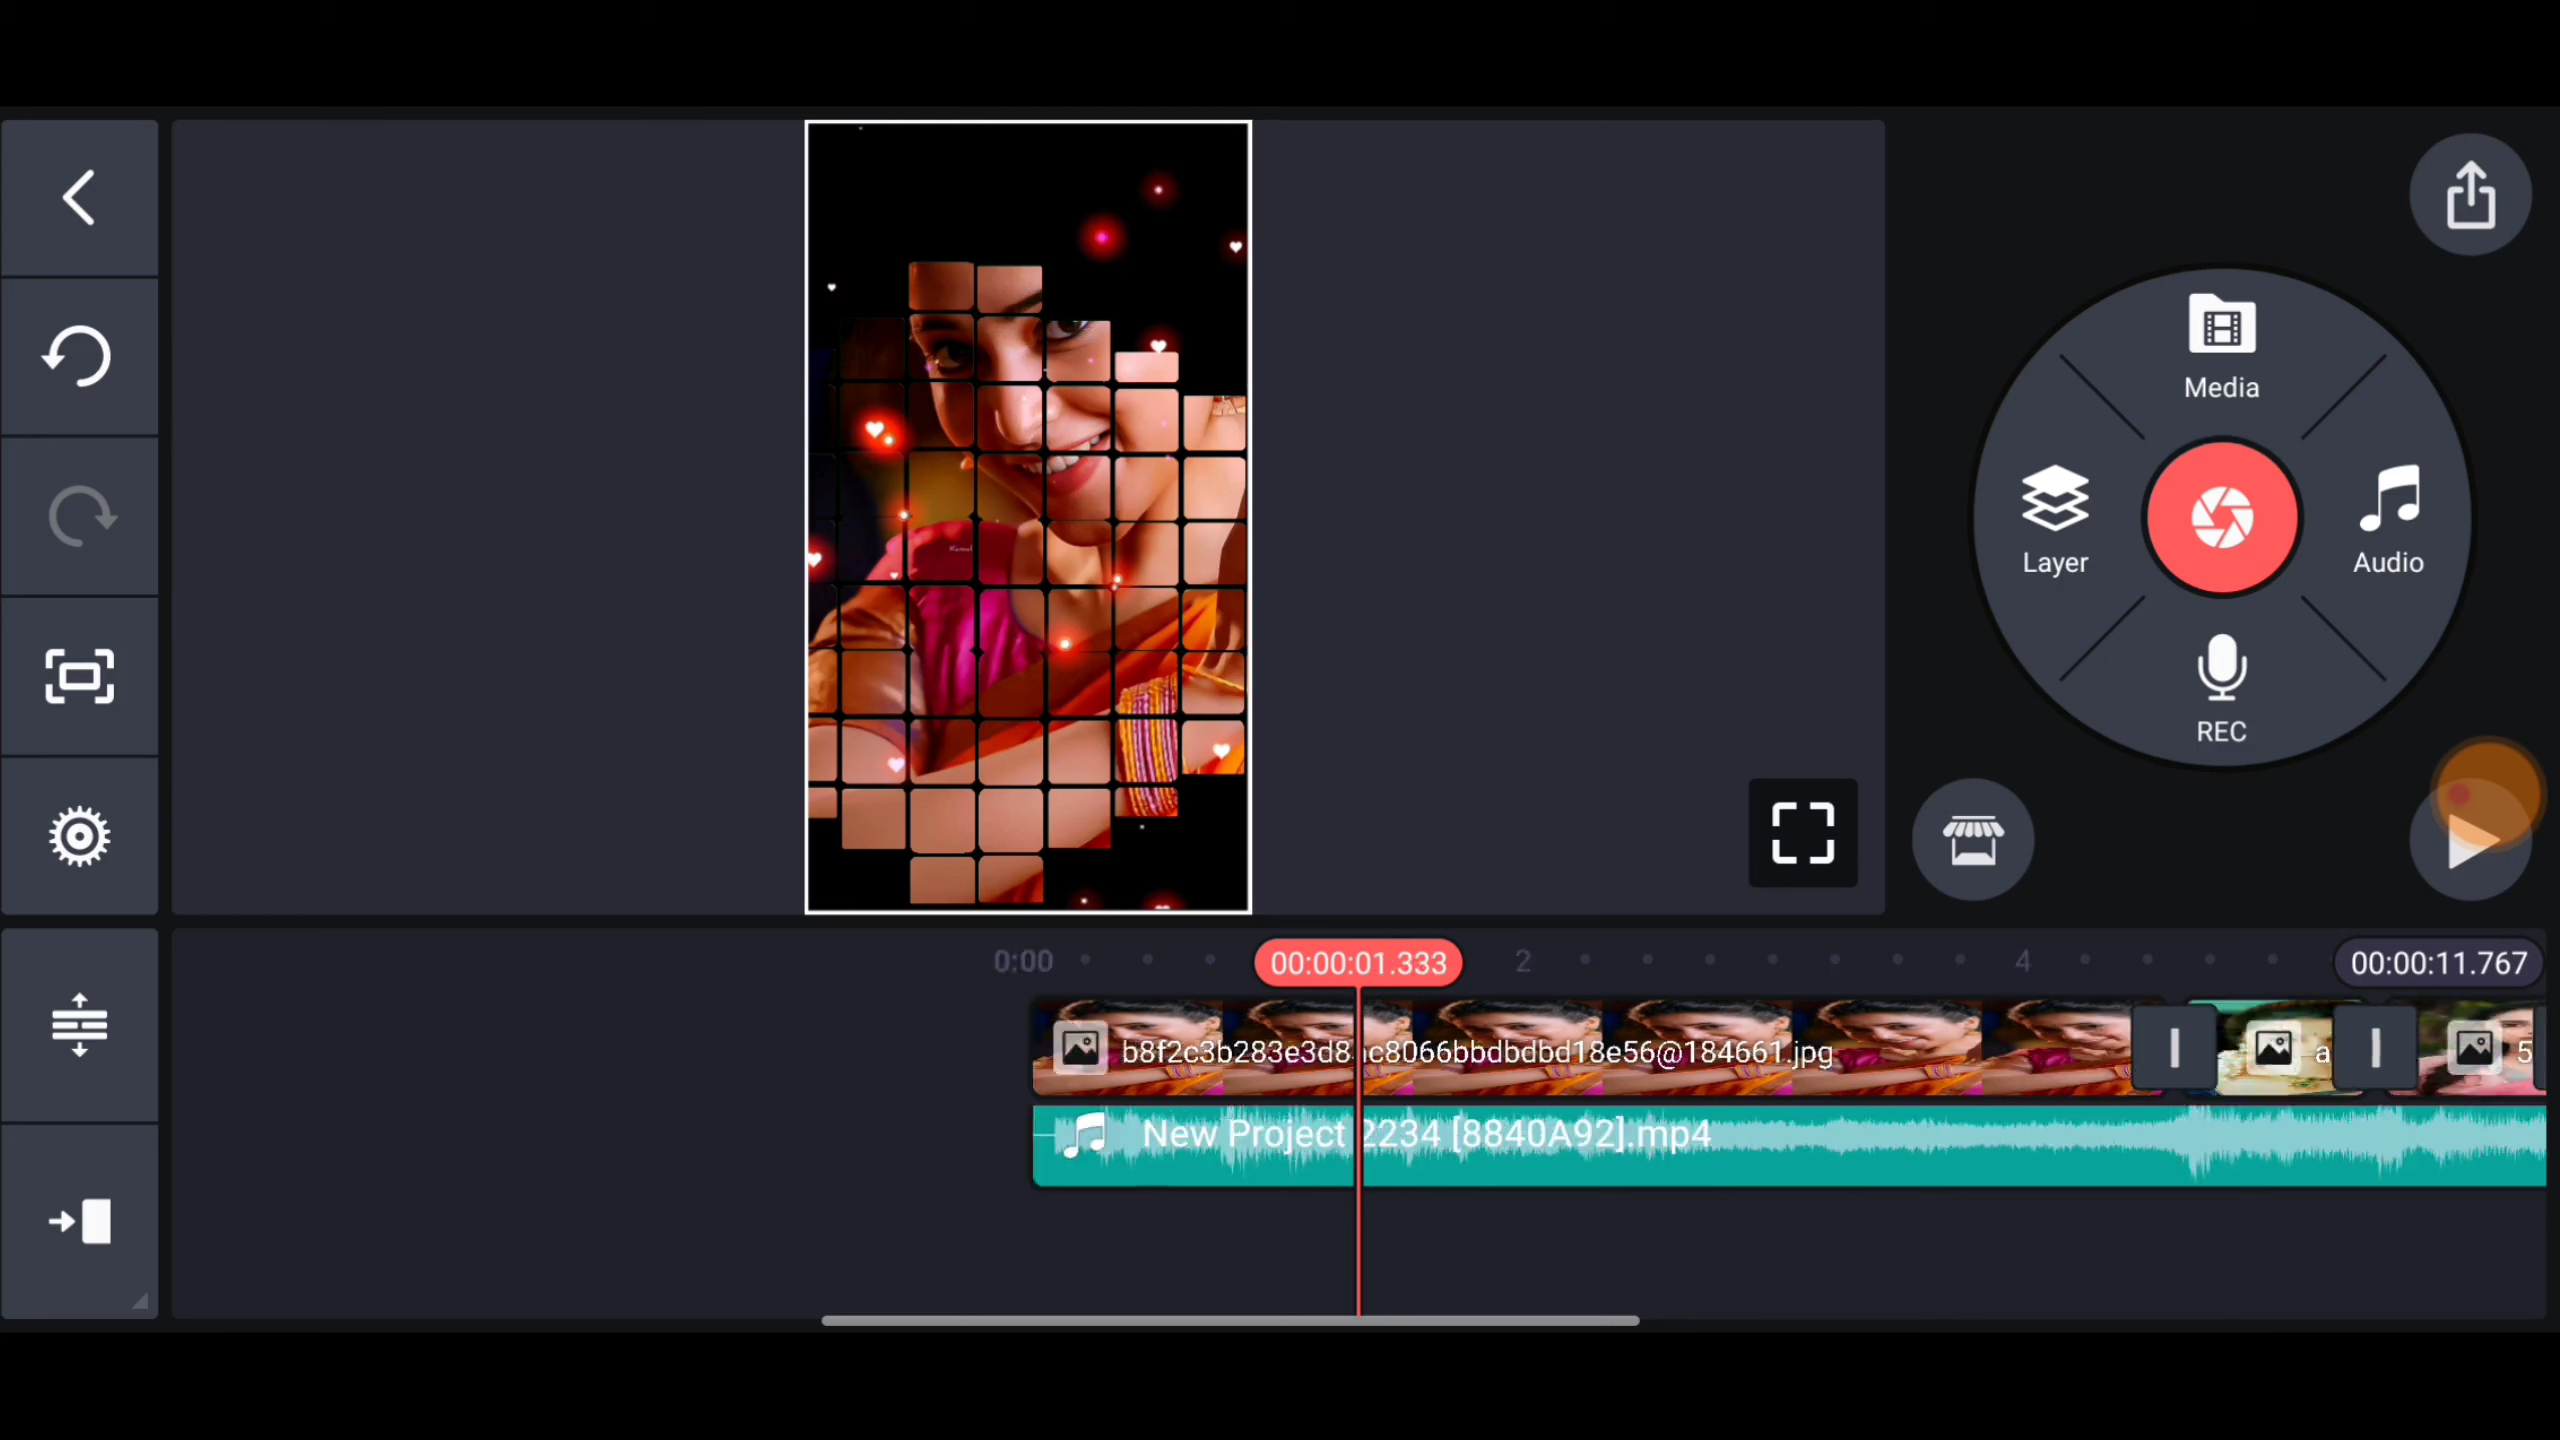 Media
Layer
Audio
REC
0:00
00:00:01.333
2
4
00:00:11.767
b8f2c3b283e3d8
c8066bbdbdbd18e56@184661.jpg
a
5
New Project 2234 [8840A92].mp4